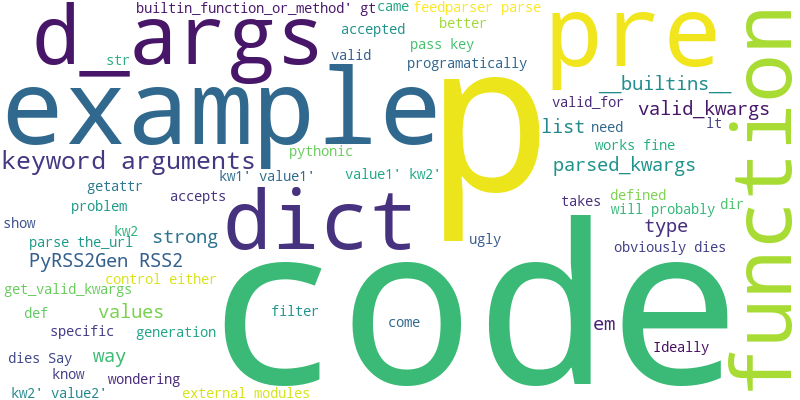 builtin_function_or_method' gt
came
feedparser parse
d_args
pre
function
accepted
better
pass key
str
valid
programatically
example
p
__builtins__
valid_for
valid_kwargs
list
need
lt
works fine
keyword arguments
pythonic
parsed_kwargs
kw1' value1'
value1' kw2'
getattr
accepts
dict
takes
defined
problem
will probably
dir
show
kw2
type
parse the_url
strong
ugly
obviously dies
PyRSS2Gen RSS2
code
control either
get_valid_kwargs
def
values
filter
come
em
specific
generation
Ideally
dies Say
way
know
wondering
kw2' value2'
external modules